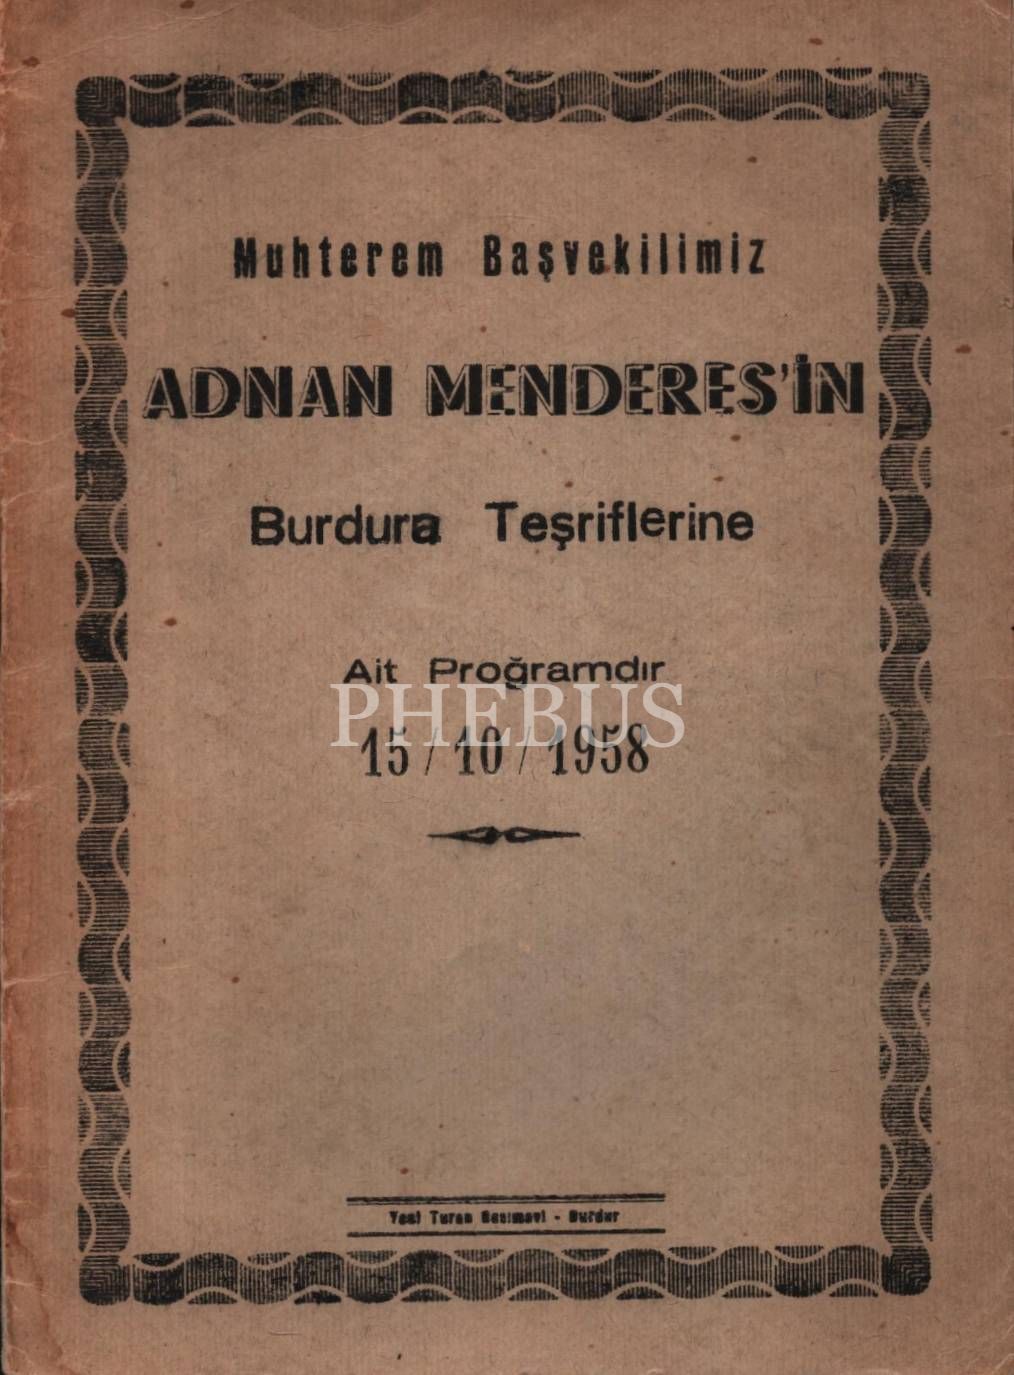 Muhterem Başvekilimiz
ADNAN MENDERES'İN
Burdura Teşriflerine
Ait Proğramdır
PHEBUS
15/10/1958
Yeni Turan Basımevi - Burdur